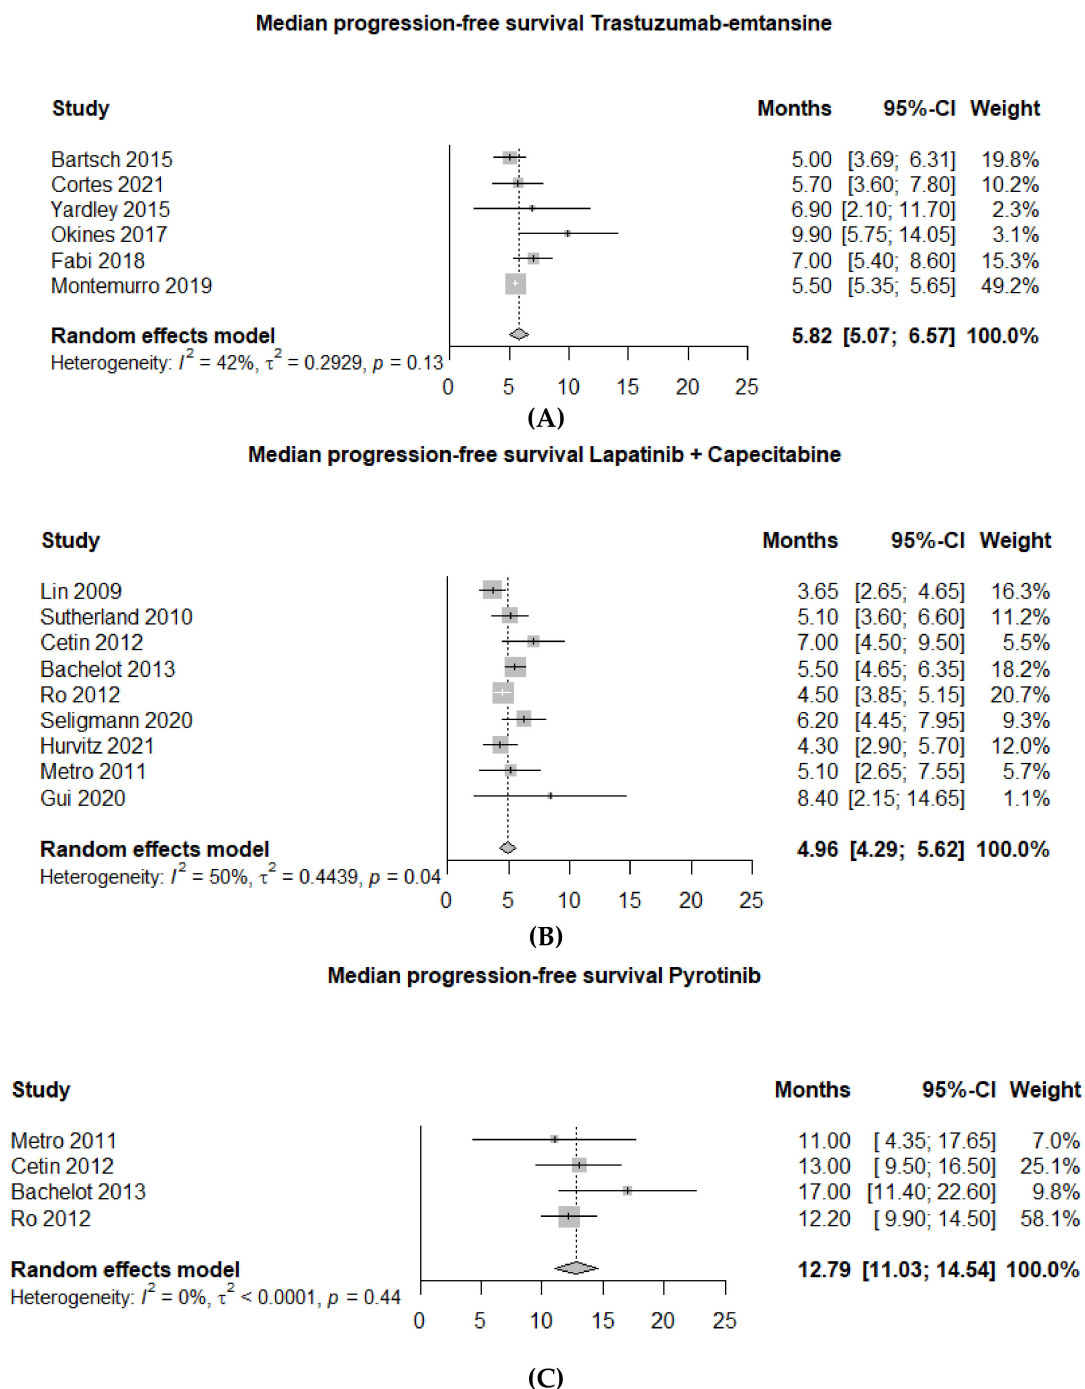 Median progression-free survival Trastuzumab-emtansine
Study Months 95%-CI Weight
Bartsch 2015 5.00 [3.69; 6.31] 19.8%
Cortes 2021 5.70 [3.60; 7.80] 10.2%
Yardley 2015 6.90 [2.10; 11.70] 2.3%
Okines 2017 9.90 [5.75; 14.05] 3.1%
Fabi 2018 7.00 [5.40; 8.60] 15.3%
Montemurro 2019 5.50 [5.35; 5.65] 49.2%
Random effects model 5.82 [5.07; 6.57] 100.0%
Heterogeneity: I² = 42%, τ² = 0.2929, p = 0.13
0 5 10 15 20 25
(A)
Median progression-free survival Lapatinib + Capecitabine
Study Months 95%-CI Weight
Lin 2009 3.65 [2.65; 4.65] 16.3%
Sutherland 2010 5.10 [3.60; 6.60] 11.2%
Cetin 2012 7.00 [4.50; 9.50] 5.5%
Bachelot 2013 5.50 [4.65; 6.35] 18.2%
Ro 2012 4.50 [3.85; 5.15] 20.7%
Seligmann 2020 6.20 [4.45; 7.95] 9.3%
Hurvitz 2021 4.30 [2.90; 5.70] 12.0%
Metro 2011 5.10 [2.65; 7.55] 5.7%
Gui 2020 8.40 [2.15; 14.65] 1.1%
Random effects model 4.96 [4.29; 5.62] 100.0%
Heterogeneity: I² = 50%, τ² = 0.4439, p = 0.04
0 5 10 15 20 25
(B)
Median progression-free survival Pyrotinib
Study Months 95%-CI Weight
Metro 2011 11.00 [ 4.35; 17.65] 7.0%
Cetin 2012 13.00 [ 9.50; 16.50] 25.1%
Bachelot 2013 17.00 [11.40; 22.60] 9.8%
Ro 2012 12.20 [ 9.90; 14.50] 58.1%
Random effects model 12.79 [11.03; 14.54] 100.0%
Heterogeneity: I² = 0%, τ² < 0.0001, p = 0.44
0 5 10 15 20 25
(C)